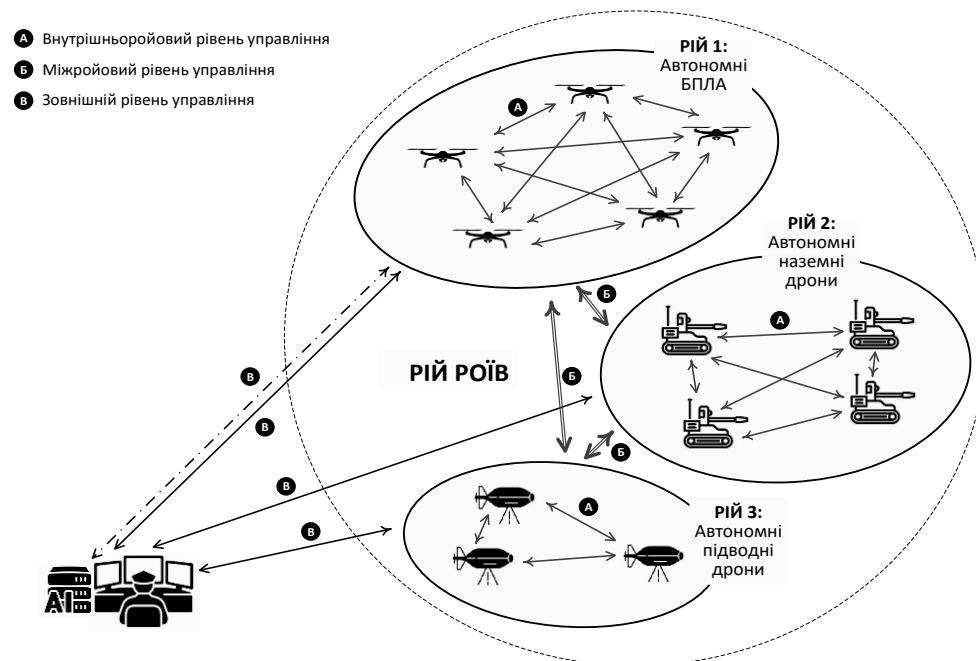 А Внутрішньоройовий рівень управління
Б Міжройовий рівень управління
В Зовнішній рівень управління
РІЙ 1:
Автономні
БПЛА
А
РІЙ 2:
Автономні
наземні
дрони
А
Б
Б
Б
РІЙ РОЇВ
В
В
В
В
РІЙ 3:
Автономні
підводні
дрони
А
AI